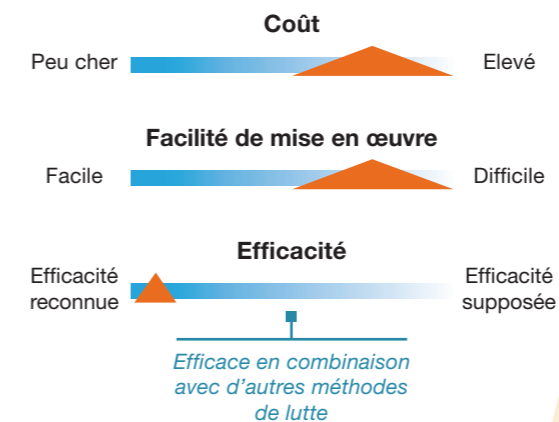 Coût
Peu cher
Elevé
Facilité de mise en œuvre
Facile
Difficile
Efficacité
Efficacité
reconnue
Efficacité
supposée
Efficace en combinaison
avec d’autres méthodes
de lutte